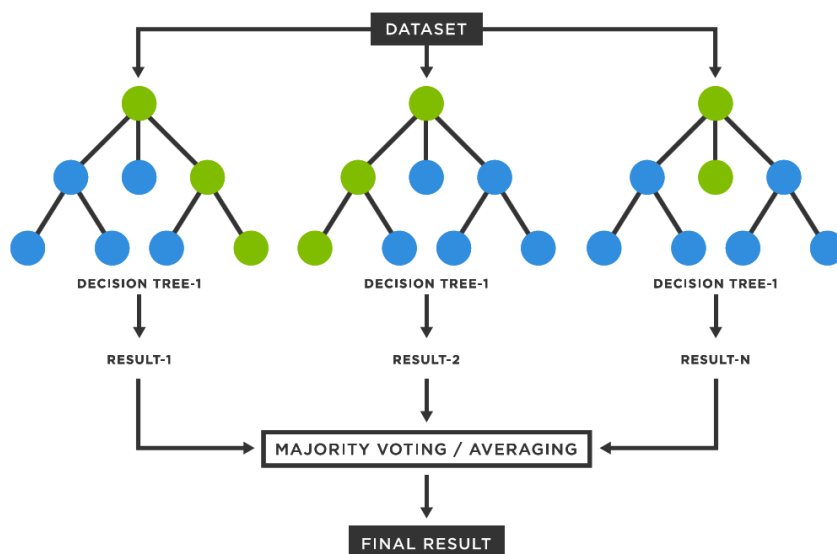 DATASET
DECISION TREE-1
DECISION TREE-1
DECISION TREE-1
RESULT-1
RESULT-2
RESULT-N
MAJORITY VOTING / AVERAGING
FINAL RESULT